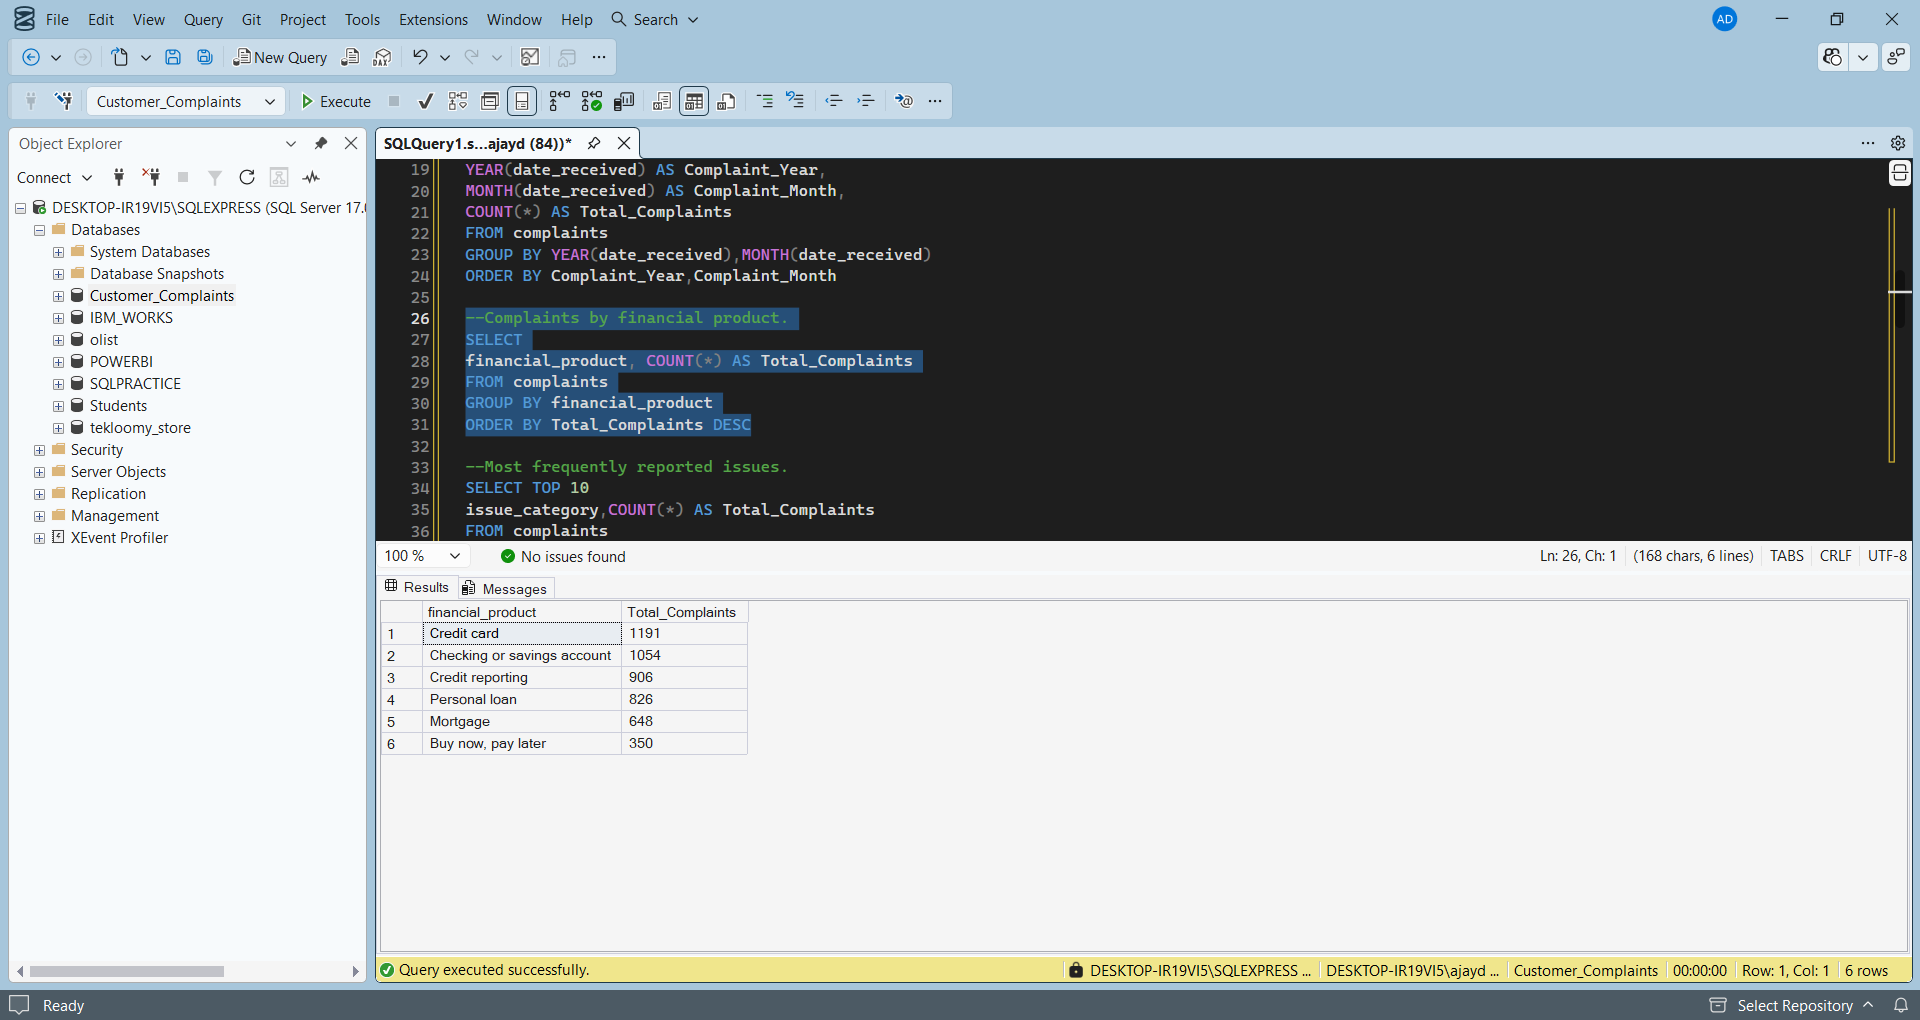 File Edit View Query Git Project Tools Extensions Window Help Search AD
New Query DAX
Customer_Complaints Execute
Object Explorer
Connect
DESKTOP-IR19VI5\SQLEXPRESS (SQL Server 17.
Databases
System Databases
Database Snapshots
Customer_Complaints
IBM_WORKS
olist
POWERBI
SQLPRACTICE
Students
tekloomy_store
Security
Server Objects
Replication
Management
XEvent Profiler
SQLQuery1.s...ajayd (84))*
19 YEAR(date_received) AS Complaint_Year,
20 MONTH(date_received) AS Complaint_Month,
21 COUNT(*) AS Total_Complaints
22 FROM complaints
23 GROUP BY YEAR(date_received),MONTH(date_received)
24 ORDER BY Complaint_Year,Complaint_Month
25
26 --Complaints by financial product.
27 SELECT
28 financial_product, COUNT(*) AS Total_Complaints
29 FROM complaints
30 GROUP BY financial_product
31 ORDER BY Total_Complaints DESC
32
33 --Most frequently reported issues.
34 SELECT TOP 10
35 issue_category,COUNT(*) AS Total_Complaints
36 FROM complaints
100 % No issues found Ln: 26, Ch: 1 (168 chars, 6 lines) TABS CRLF UTF-8
Results Messages
financial_product Total_Complaints
1 Credit card 1191
2 Checking or savings account 1054
3 Credit reporting 906
4 Personal loan 826
5 Mortgage 648
6 Buy now, pay later 350
Query executed successfully. DESKTOP-IR19VI5\SQLEXPRESS ... DESKTOP-IR19VI5\ajayd ... Customer_Complaints 00:00:00 Row: 1, Col: 1 6 rows
Ready Select Repository